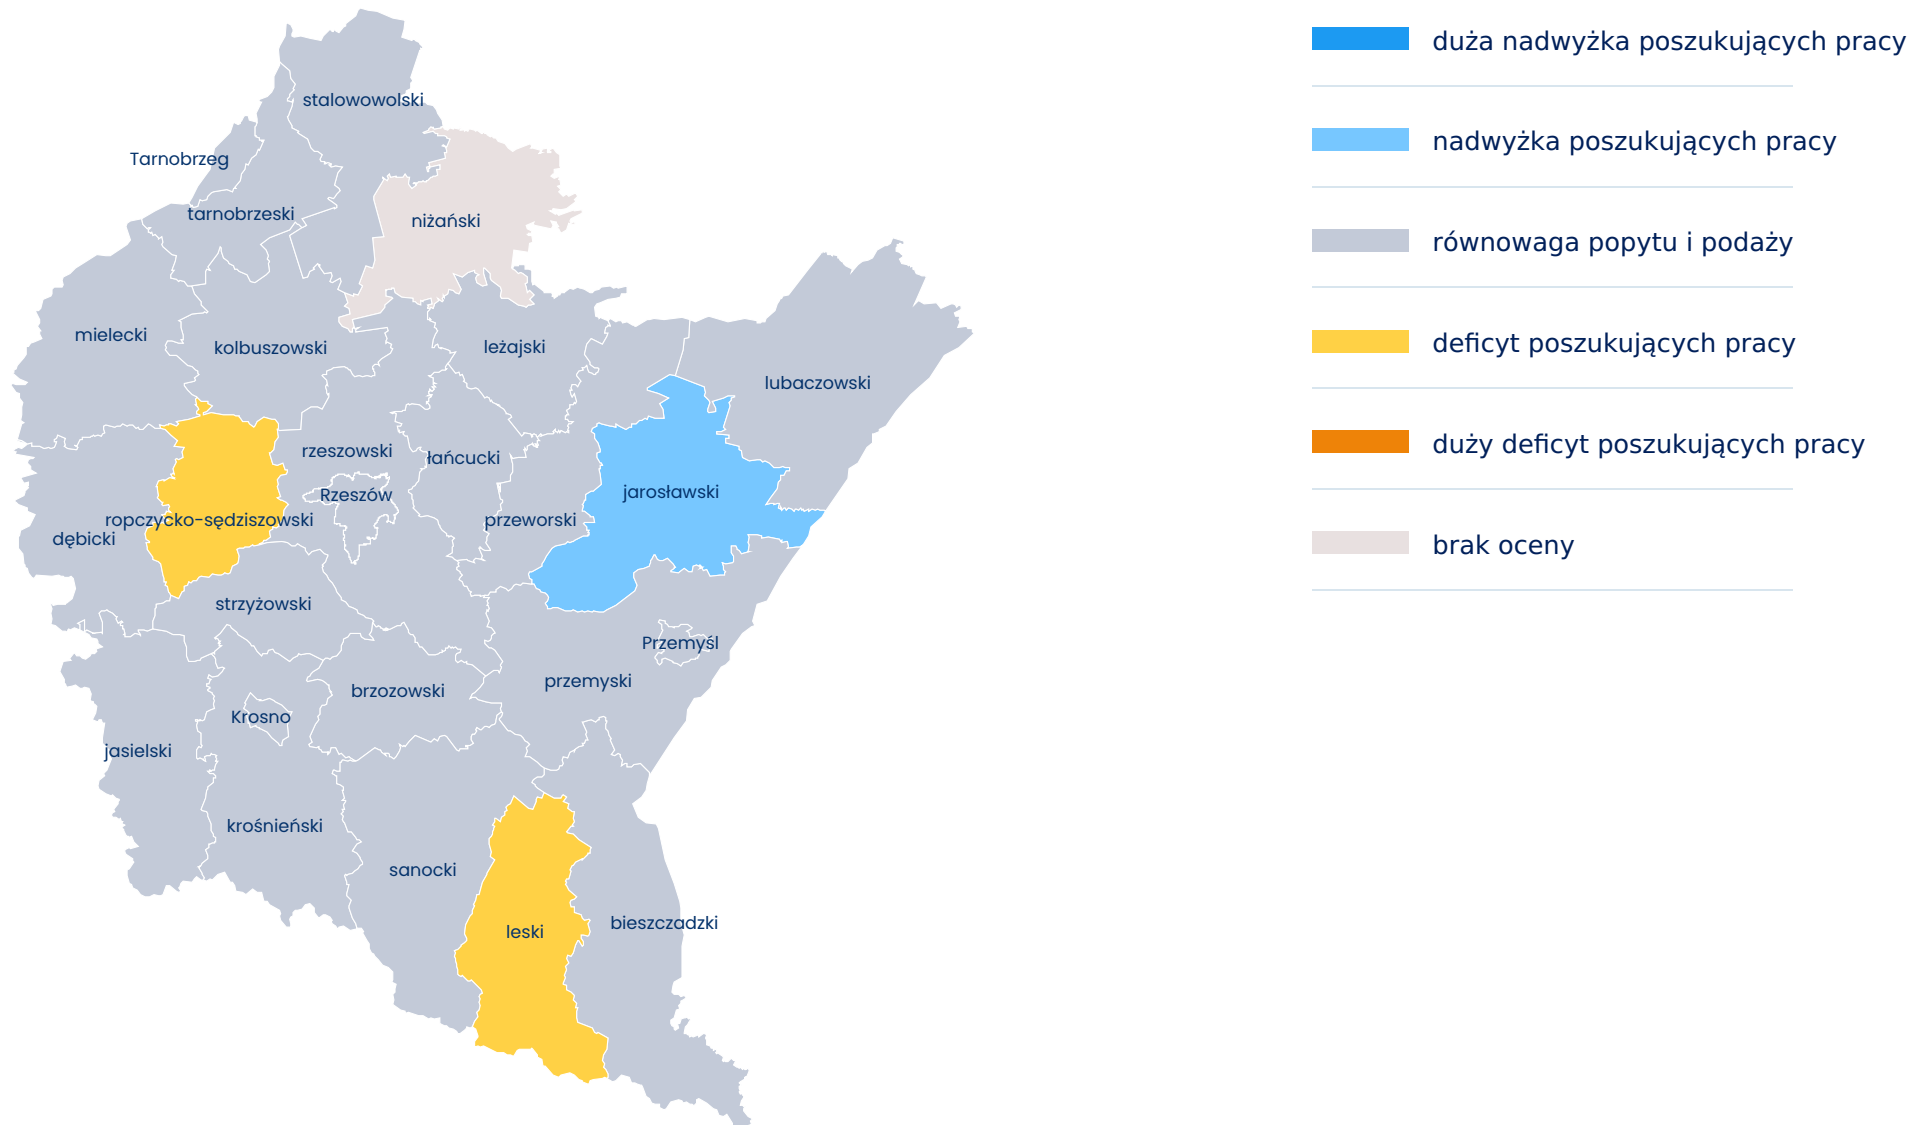 stalowowolski
Tarnobrzeg
tarnobrzeski
niżański
mielecki
kolbuszowski
leżajski
lubaczowski
rzeszowski
łańcucki
Rzeszów
jarosławski
ropczycko-sędziszowski
przeworski
dębicki
strzyżowski
Przemyśl
przemyski
brzozowski
Krosno
jasielski
krośnieński
sanocki
bieszczadzki
leski
duża nadwyżka poszukujących pracy
nadwyżka poszukujących pracy
równowaga popytu i podaży
deficyt poszukujących pracy
duży deficyt poszukujących pracy
brak oceny